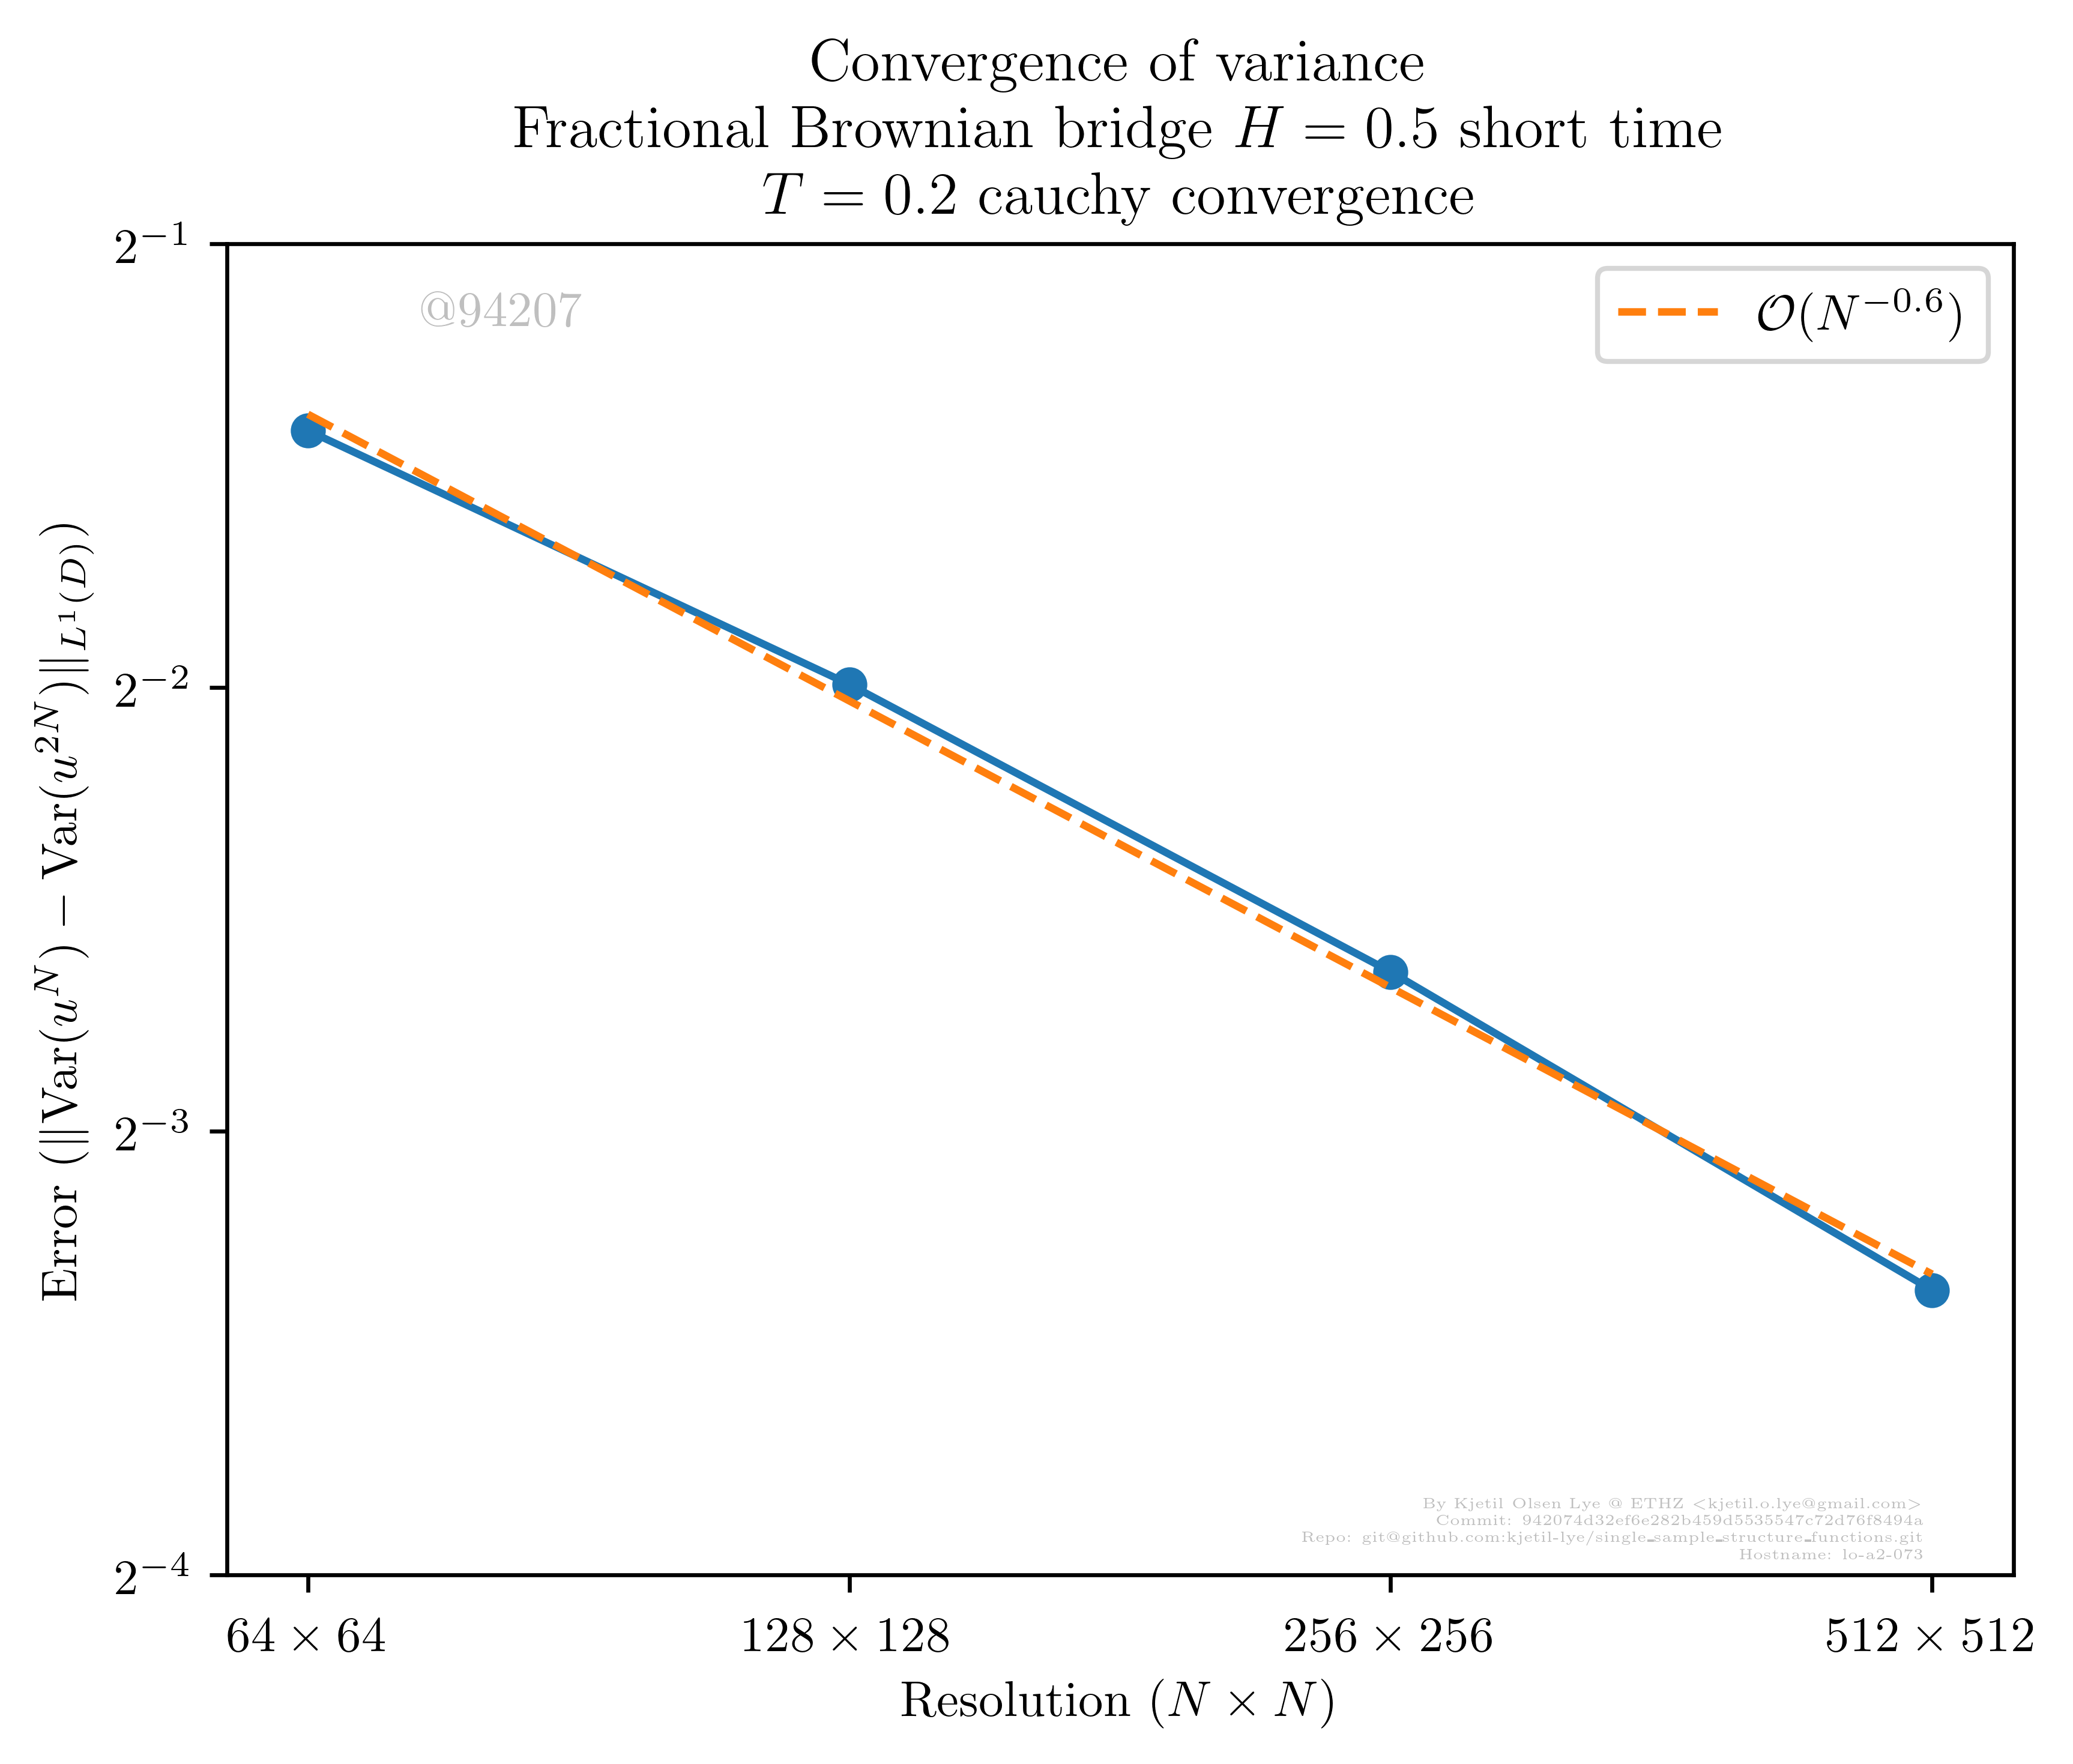 Convergence of variance
Fractional Brownian bridge H = 0.5 short time
T = 0.2 cauchy convergence
2⁻¹
@94207
O(N⁻⁰·⁶)
2⁻²
Error (||Var(uᴺ) − Var(u²ᴺ)||_L¹(D))
2⁻³
By Kjetil Olsen Lye @ ETHZ <kjetil.o.lye@gmail.com>
Commit: 942074d32ef6e282b459d5535547c72d76f8494a
Repo: git@github.com:kjetil-lye/single_sample_structure_functions.git
Hostname: lo-a2-073
2⁻⁴
64 × 64 128 × 128 256 × 256 512 × 512
Resolution (N × N)